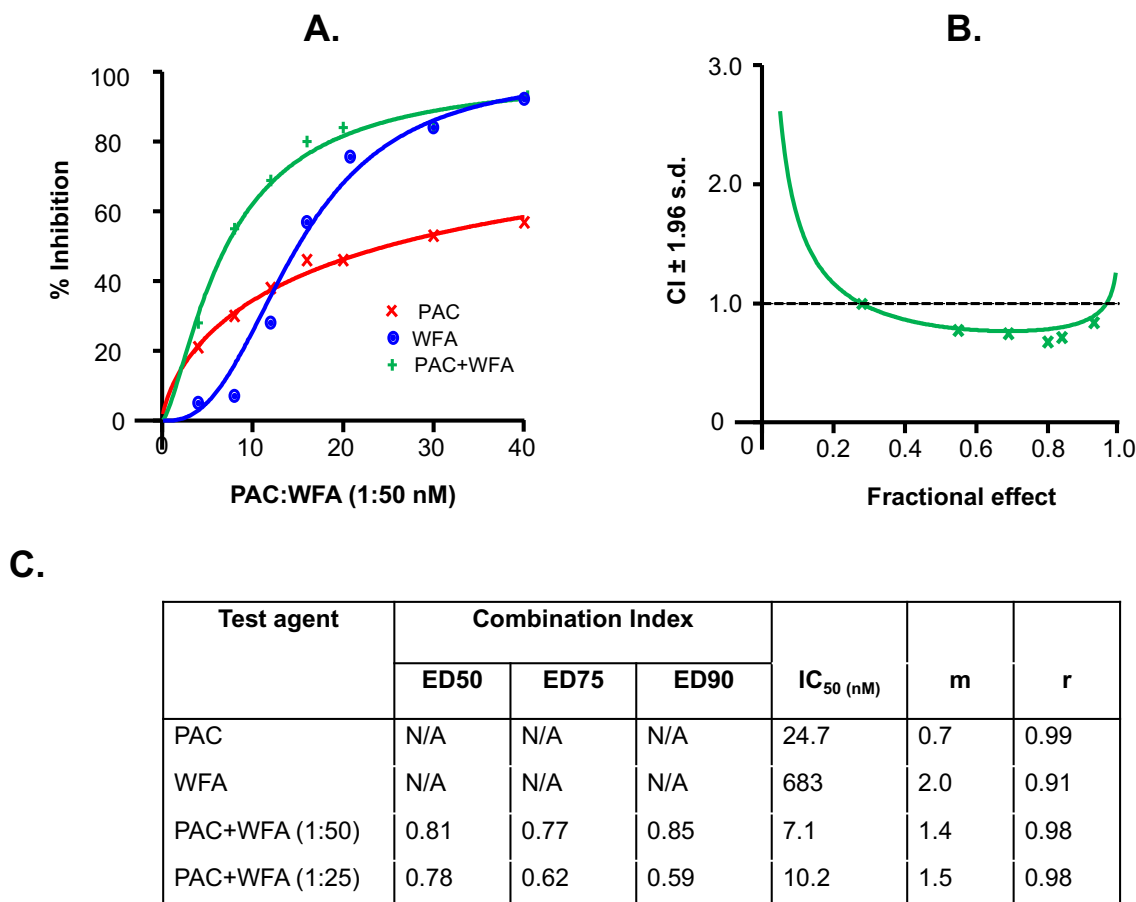 A.
100
80
60
40
20
0
% Inhibition
0 10 20 30 40
PAC:WFA (1:50 nM)
PAC
WFA
PAC+WFA
B.
3.0
2.0
1.0
0
CI ± 1.96 s.d.
0 0.2 0.4 0.6 0.8 1.0
Fractional effect
C.
Test agent Combination Index
ED50 ED75 ED90 IC50 (nM) m r
PAC N/A N/A N/A 24.7 0.7 0.99
WFA N/A N/A N/A 683 2.0 0.91
PAC+WFA (1:50) 0.81 0.77 0.85 7.1 1.4 0.98
PAC+WFA (1:25) 0.78 0.62 0.59 10.2 1.5 0.98